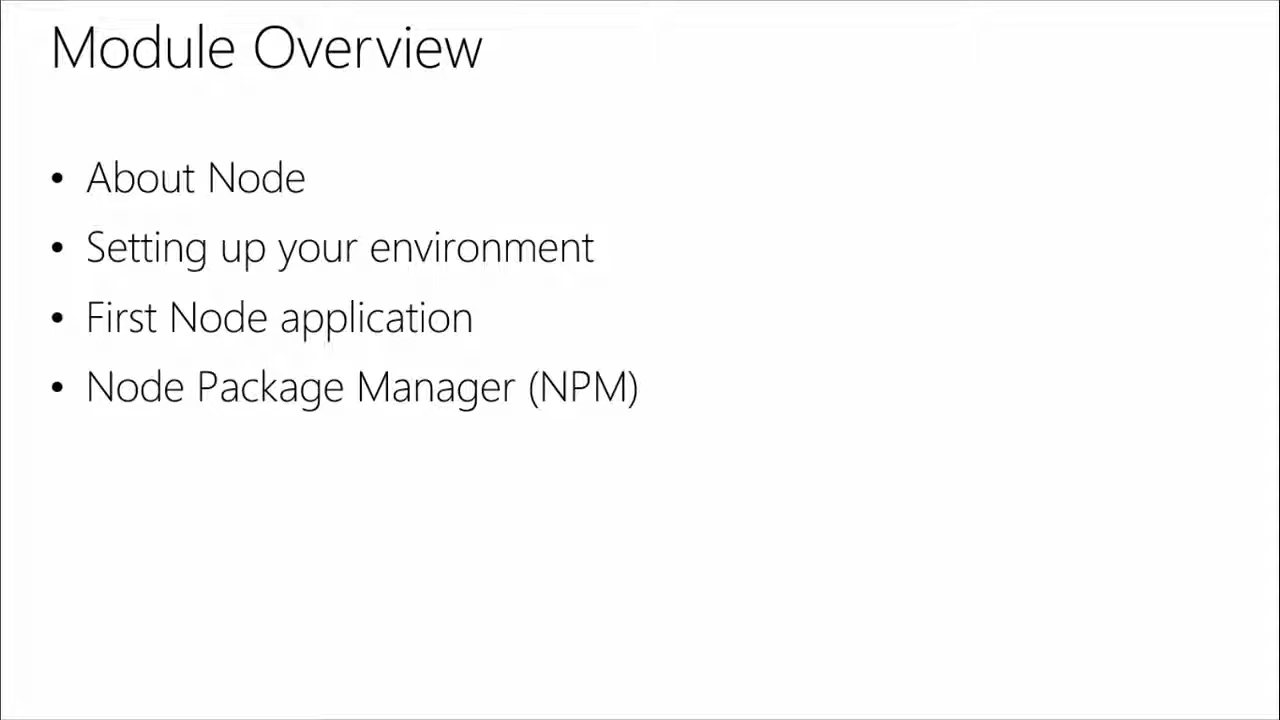 Module Overview
• About Node
• Setting up your environment
• First Node application
• Node Package Manager (NPM)